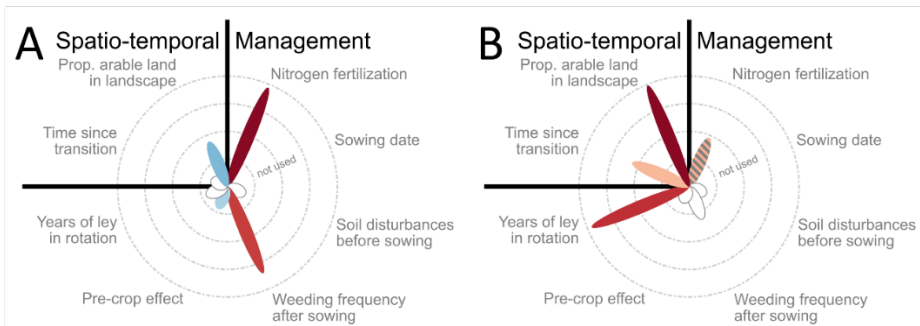 A Spatio-temporal Management
Prop. arable land
in landscape
Nitrogen fertilization
Time since
transition
Sowing date
not used
Years of ley
in rotation
Soil disturbances
before sowing
Pre-crop effect
Weeding frequency
after sowing
B Spatio-temporal Management
Prop. arable land
in landscape
Nitrogen fertilization
Time since
transition
Sowing date
not used
Years of ley
in rotation
Soil disturbances
before sowing
Pre-crop effect
Weeding frequency
after sowing